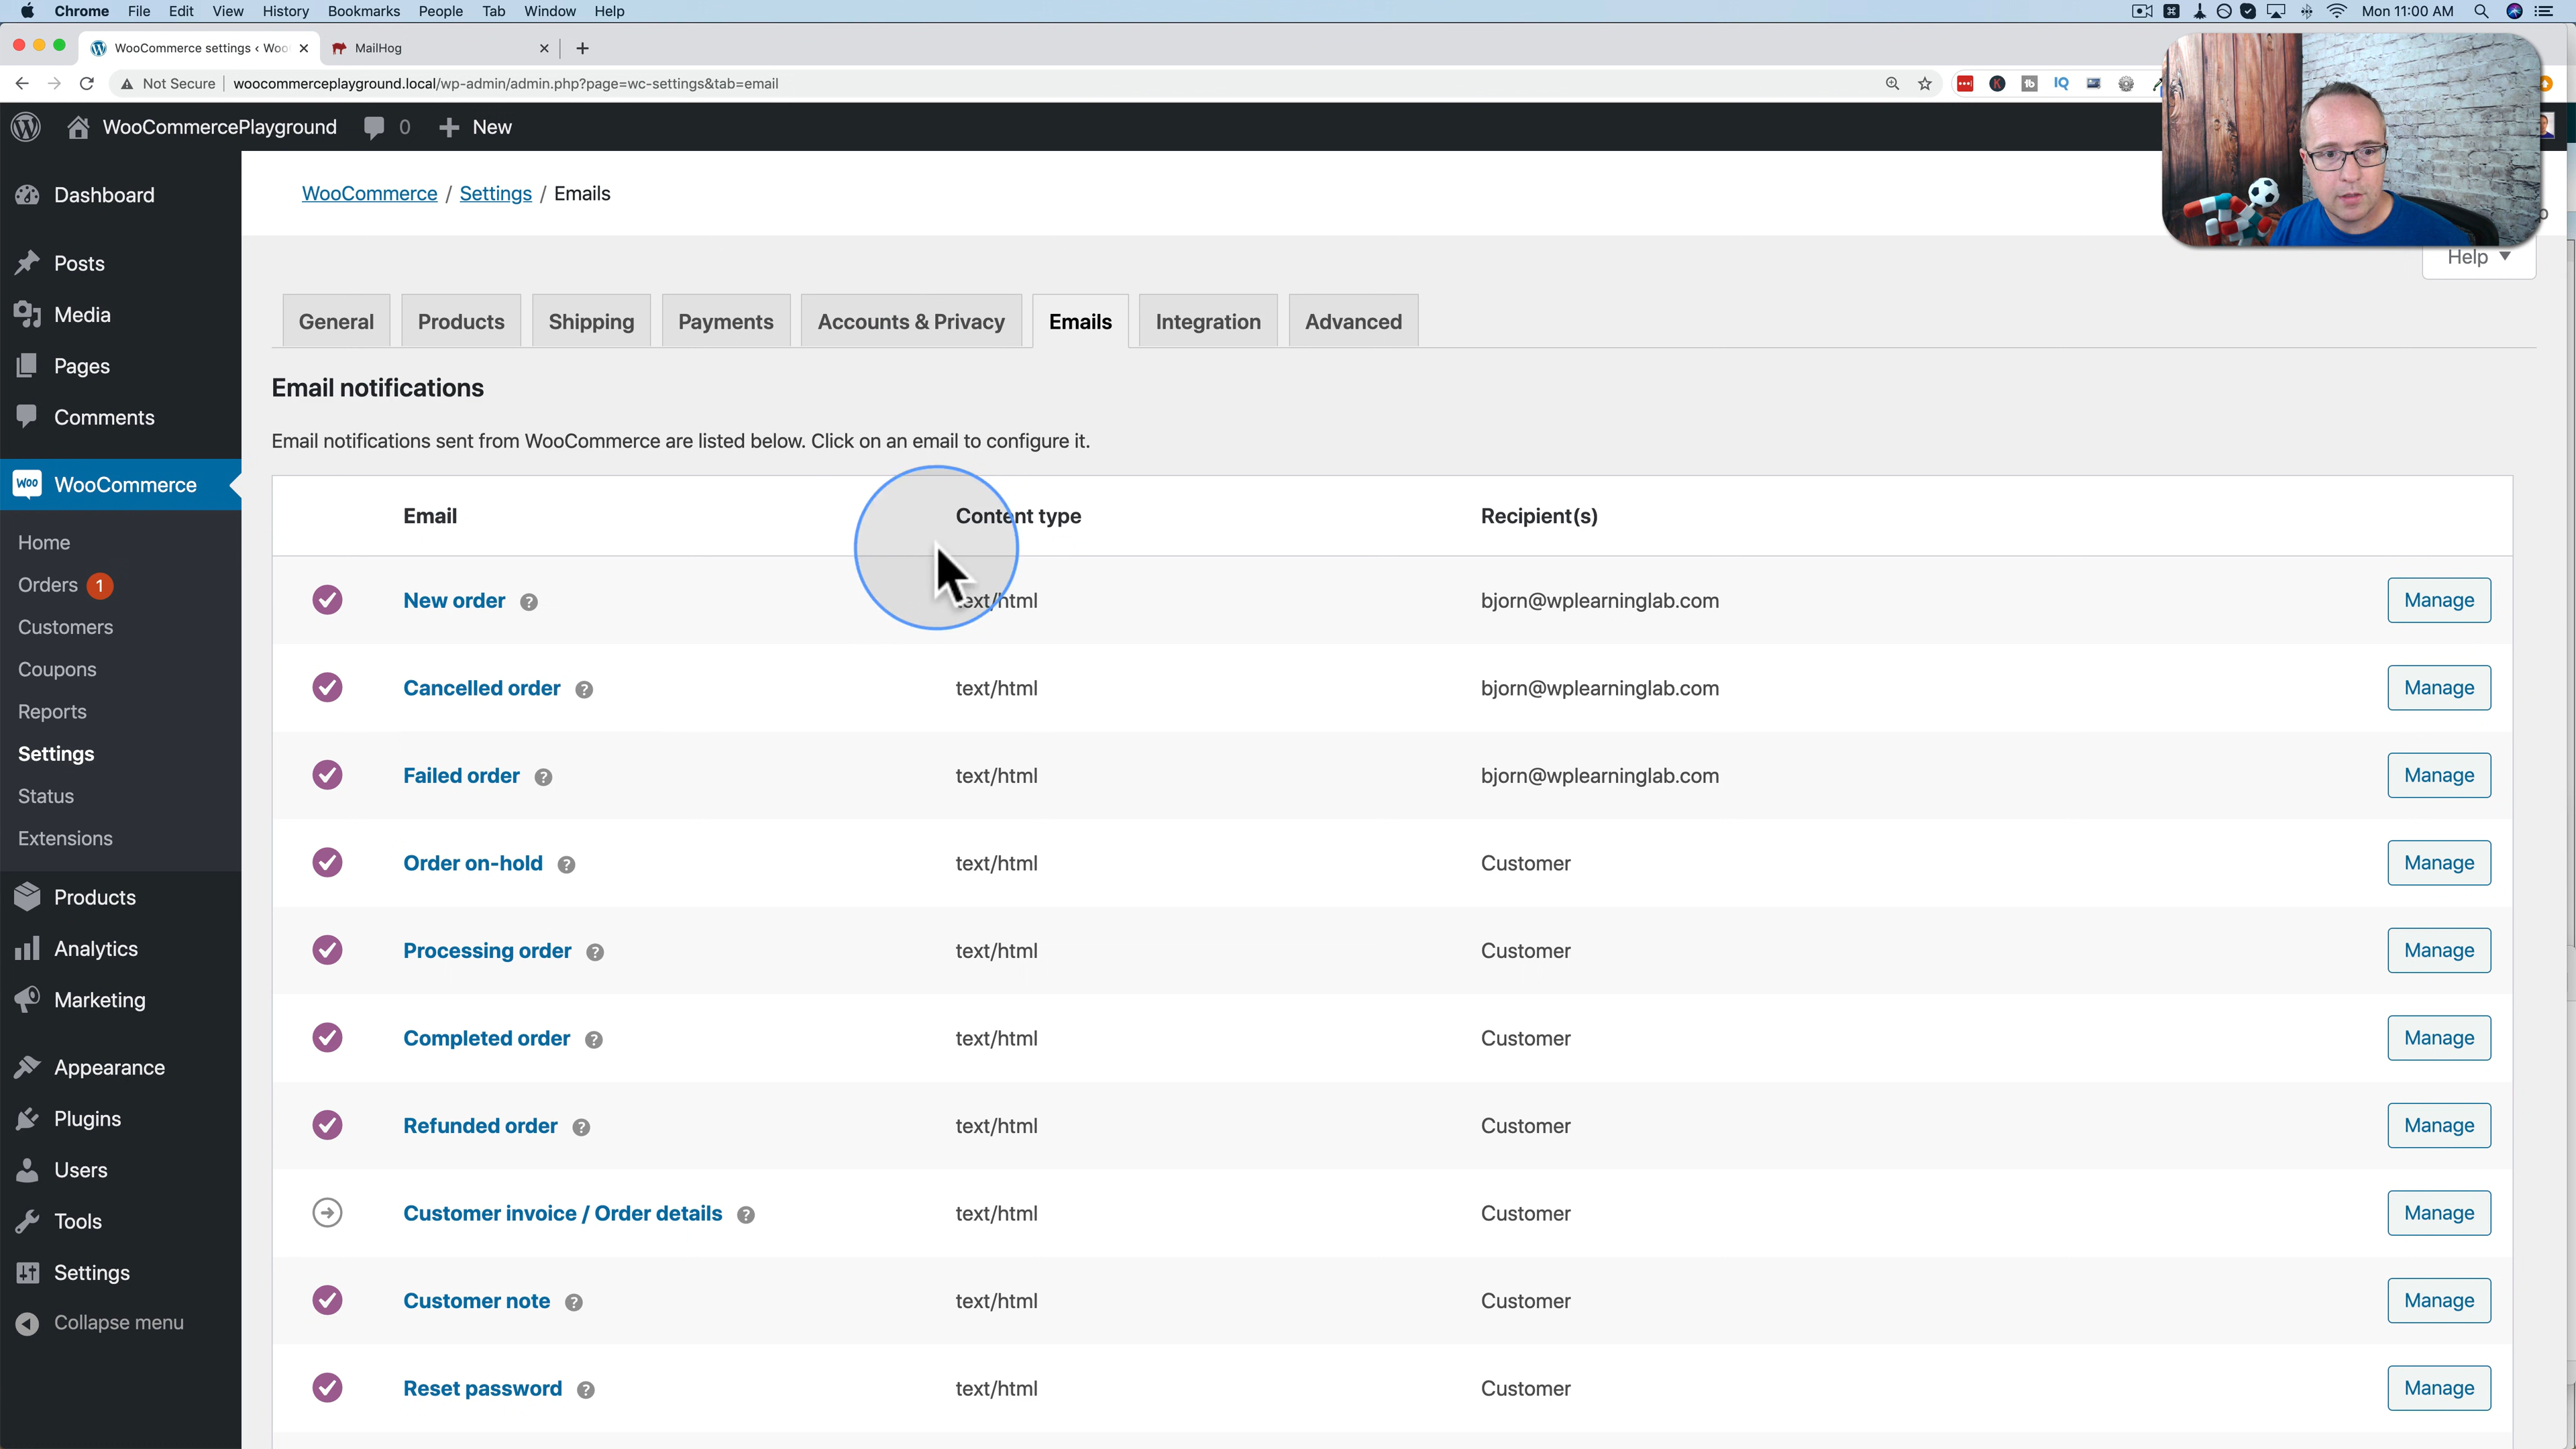 Chrome File Edit View History Bookmarks People Tab Window Help Mon 11:00 AM
WooCommerce settings ‹ Woo MailHog
Not Secure woocommerceplayground.local/wp-admin/admin.php?page=wc-settings&tab=email
WooCommercePlayground 0 New
Dashboard
Posts
Media
Pages
Comments
WooCommerce
Home
Orders 1
Customers
Coupons
Reports
Settings
Status
Extensions
Products
Analytics
Marketing
Appearance
Plugins
Users
Tools
Settings
Collapse menu
WooCommerce / Settings / Emails
Help
General Products Shipping Payments Accounts & Privacy Emails Integration Advanced
Email notifications
Email notifications sent from WooCommerce are listed below. Click on an email to configure it.
Email Content type Recipient(s)
New order text/html bjorn@wplearninglab.com Manage
Cancelled order text/html bjorn@wplearninglab.com Manage
Failed order text/html bjorn@wplearninglab.com Manage
Order on-hold text/html Customer Manage
Processing order text/html Customer Manage
Completed order text/html Customer Manage
Refunded order text/html Customer Manage
Customer invoice / Order details text/html Customer Manage
Customer note text/html Customer Manage
Reset password text/html Customer Manage